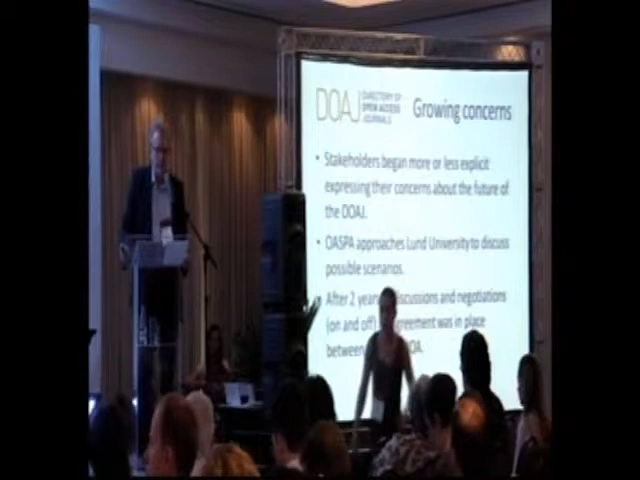 DOAJ
DIRECTORY OF
OPEN ACCESS
JOURNALS
Growing concerns
• Stakeholders began more or less explicit
expressing their concerns about the future of
the DOAJ.
• OASPA approaches Lund University to discuss
possible scenarios.
• After 2 years discussions and negotiations
(on and off) agreement was in place
between